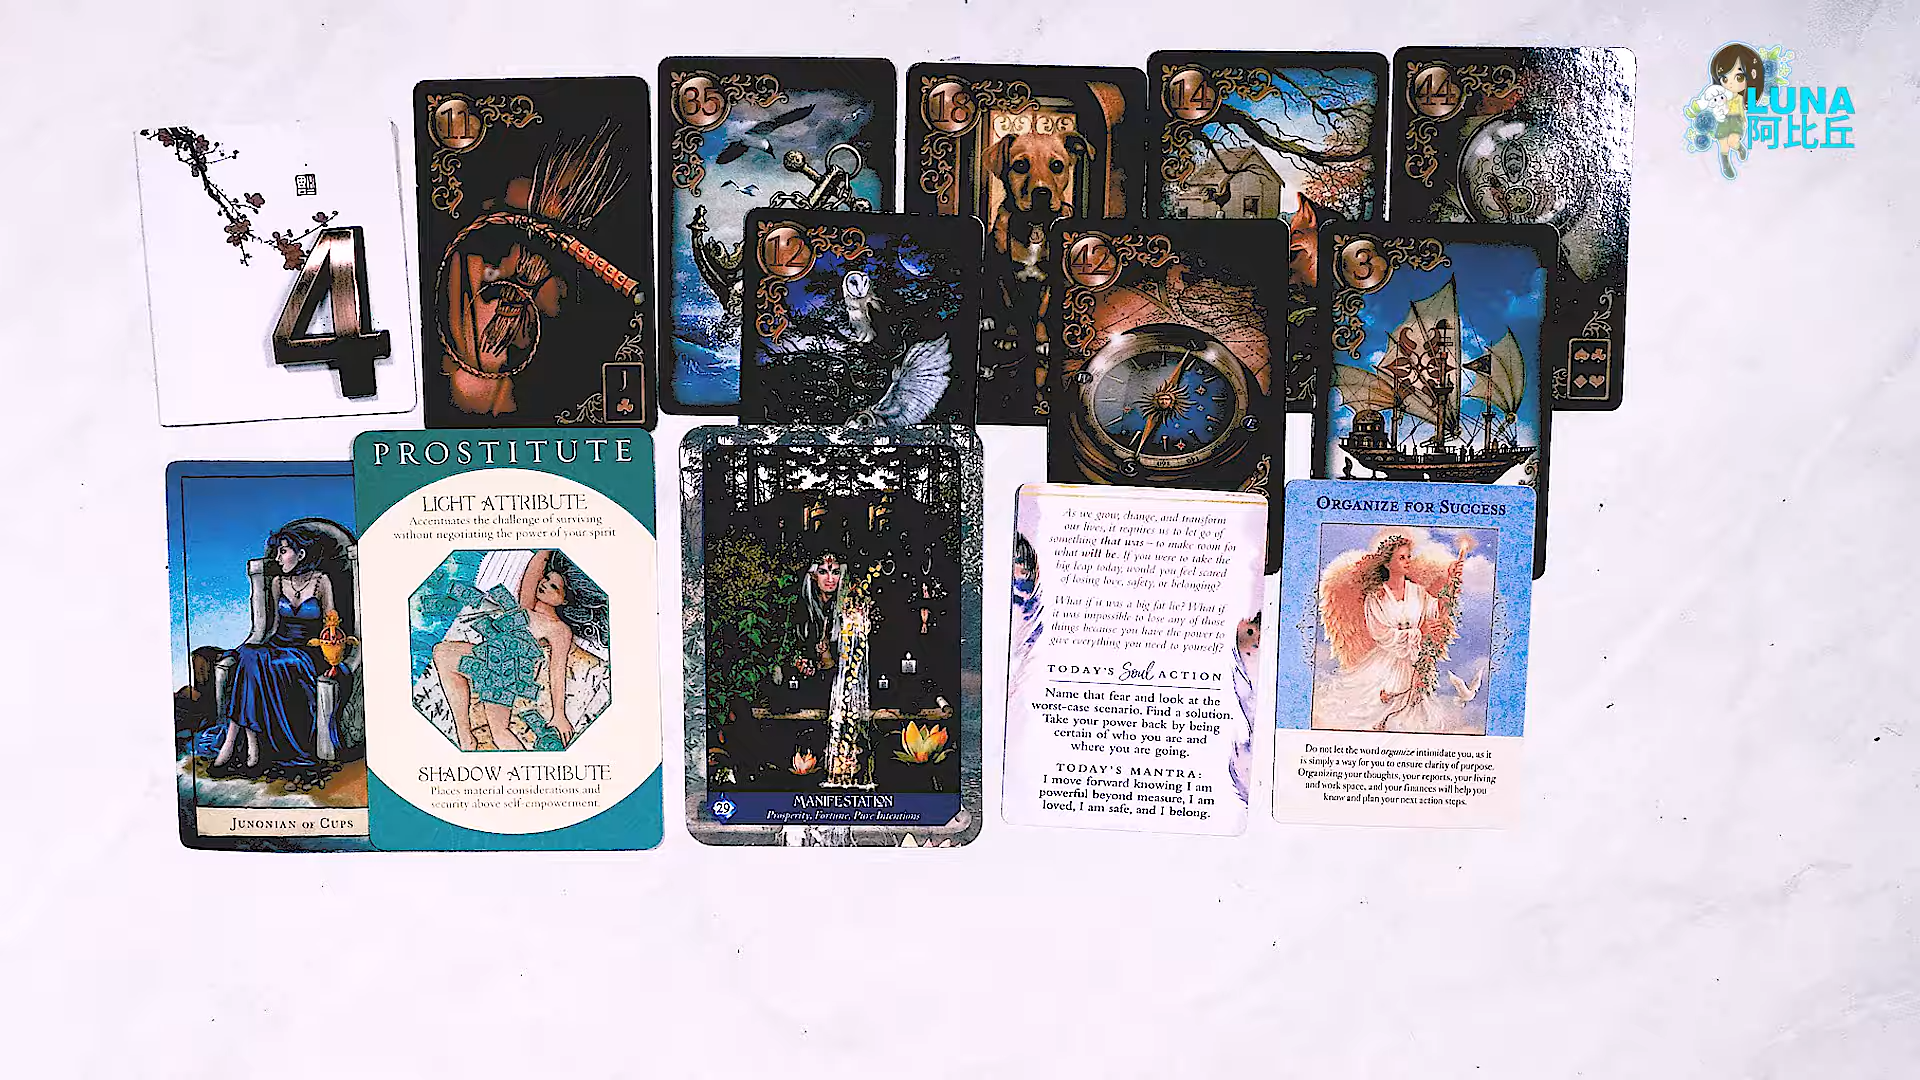 LUNA
阿比丘
4
11
J
35
18
14
44
12
42
3
S
E
JUNONIAN OF CUPS
PROSTITUTE
LIGHT ATTRIBUTE
Accentuates the challenge of surviving
without negotiating the power of your spirit
SHADOW ATTRIBUTE
Places material considerations and
security above self-empowerment.
29
MANIFESTATION
Prosperity, Fortune, Pure Intentions
As we grow, change, and transform
our lives, it requires us to let go of
something that was – to make room for
what will be. If you were to take the
big leap today, would you feel scared
of losing love, safety, or belonging?
What if it was a big fat lie? What if
it was impossible to lose any of those
things because you have the power to
give everything you need to yourself?
TODAY'S Soul ACTION
Name that fear and look at the
worst-case scenario. Find a solution.
Take your power back by being
certain of who you are and
where you are going.
TODAY'S MANTRA:
I move forward knowing I am
powerful beyond measure, I am
loved, I am safe, and I belong.
ORGANIZE FOR SUCCESS
Do not let the word organize intimidate you, as it
is simply a way for you to ensure clarity of purpose.
Organizing your thoughts, your reports, your living
and work space, and your finances will help you
know and plan your next action steps.